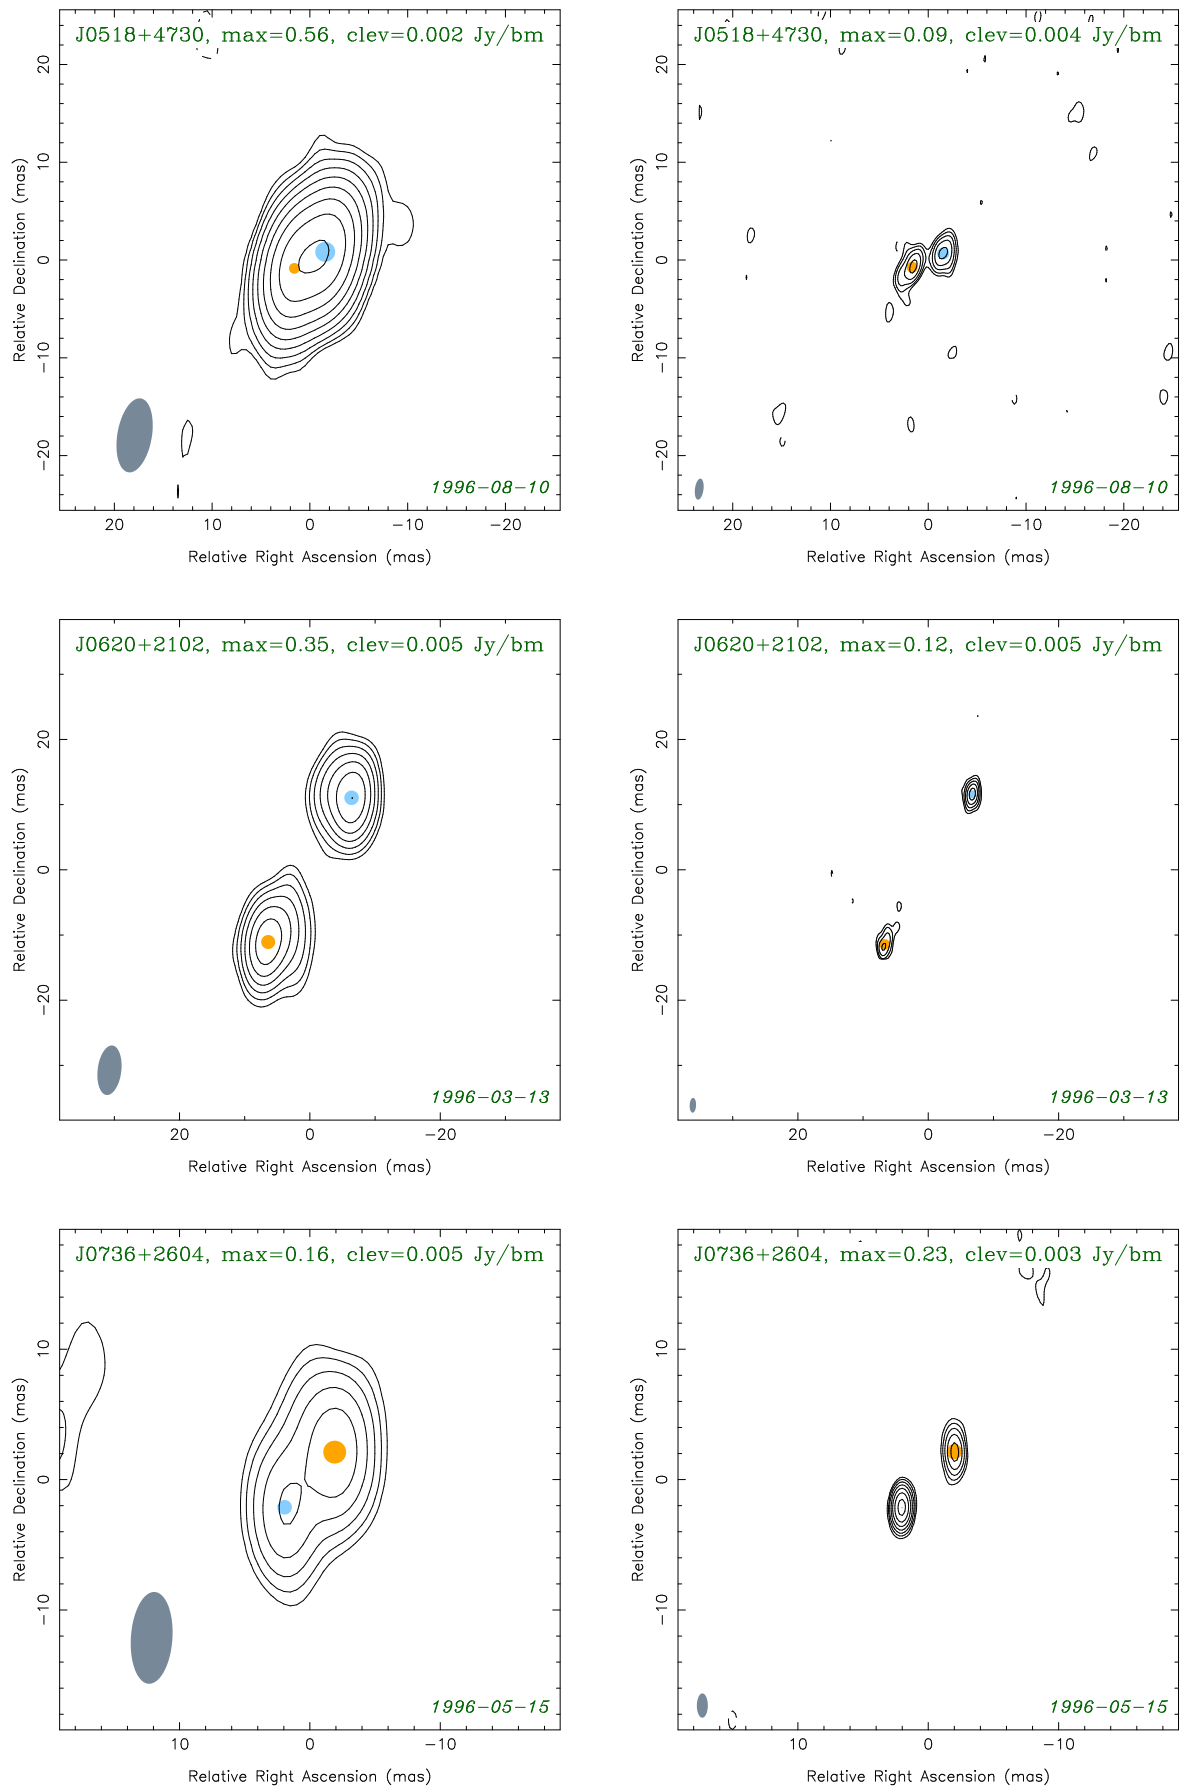 J0518+4730, max=0.56, clev=0.002 Jy/bm
20
10
0
−10
−20
Relative Declination (mas)
1996−08−10
20 10 0 −10 −20
Relative Right Ascension (mas)
J0518+4730, max=0.09, clev=0.004 Jy/bm
20
10
0
−10
−20
Relative Declination (mas)
1996−08−10
20 10 0 −10 −20
Relative Right Ascension (mas)
J0620+2102, max=0.35, clev=0.005 Jy/bm
20
0
−20
Relative Declination (mas)
1996−03−13
20 0 −20
Relative Right Ascension (mas)
J0620+2102, max=0.12, clev=0.005 Jy/bm
20
0
−20
Relative Declination (mas)
1996−03−13
20 0 −20
Relative Right Ascension (mas)
J0736+2604, max=0.16, clev=0.005 Jy/bm
10
0
−10
Relative Declination (mas)
1996−05−15
10 0 −10
Relative Right Ascension (mas)
J0736+2604, max=0.23, clev=0.003 Jy/bm
10
0
−10
Relative Declination (mas)
1996−05−15
10 0 −10
Relative Right Ascension (mas)